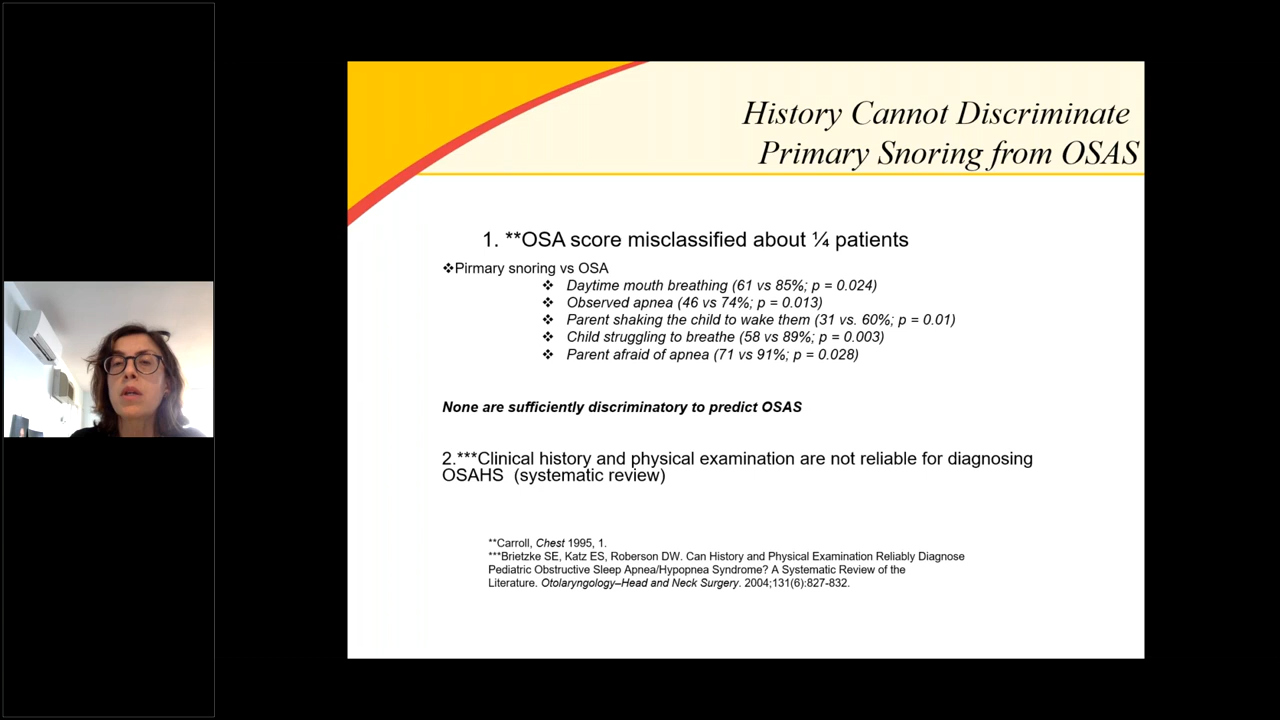 History Cannot Discriminate
Primary Snoring from OSAS
1. **OSA score misclassified about ¼ patients
❖Pirmary snoring vs OSA
❖ Daytime mouth breathing (61 vs 85%; p = 0.024)
❖ Observed apnea (46 vs 74%; p = 0.013)
❖ Parent shaking the child to wake them (31 vs. 60%; p = 0.01)
❖ Child struggling to breathe (58 vs 89%; p = 0.003)
❖ Parent afraid of apnea (71 vs 91%; p = 0.028)
None are sufficiently discriminatory to predict OSAS
2.***Clinical history and physical examination are not reliable for diagnosing
OSAHS (systematic review)
**Carroll, Chest 1995, 1.
***Brietzke SE, Katz ES, Roberson DW. Can History and Physical Examination Reliably Diagnose
Pediatric Obstructive Sleep Apnea/Hypopnea Syndrome? A Systematic Review of the
Literature. Otolaryngology–Head and Neck Surgery. 2004;131(6):827-832.